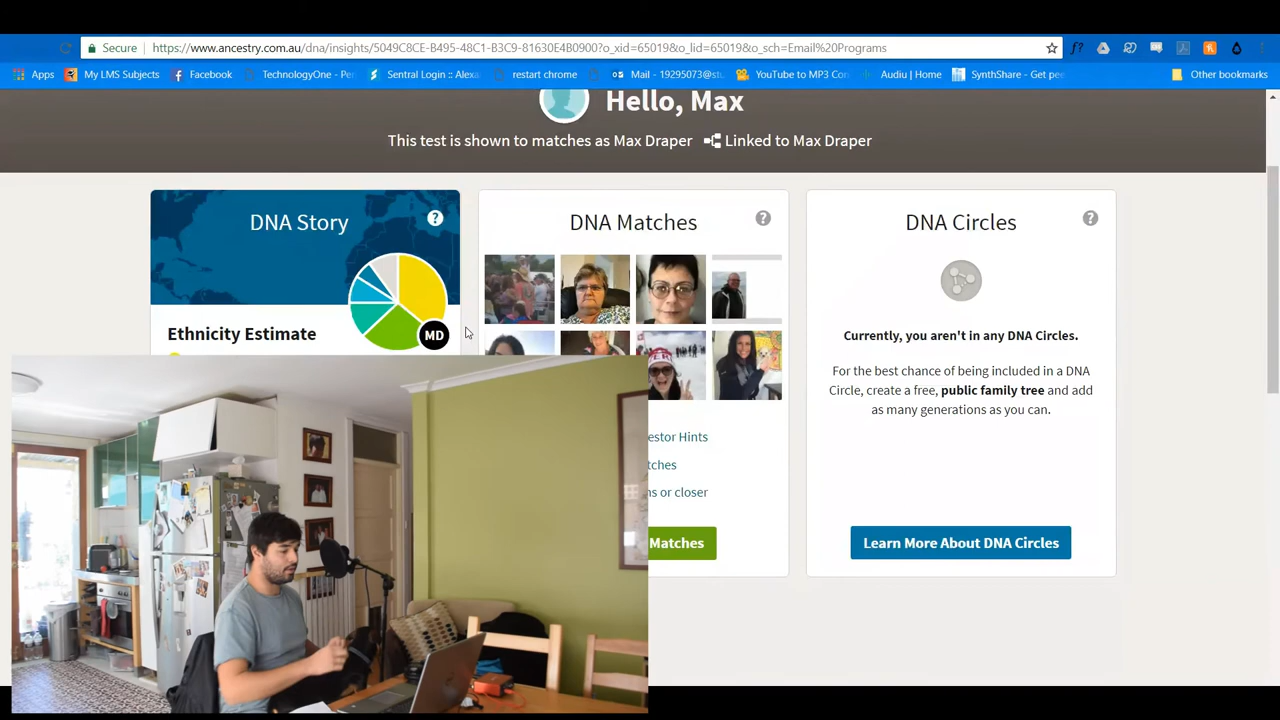 Secure
https://www.ancestry.com.au/dna/insights/5049C8CE-B495-48C1-B3C9-81630E4B0900?o_xid=65019&o_lid=65019&o_sch=Email%20Programs
Apps My LMS Subjects Facebook TechnologyOne - Per Sentral Login :: Alexa restart chrome Mail - 19295073@stu YouTube to MP3 Con Audiu | Home SynthShare - Get pee Other bookmarks
Hello, Max
This test is shown to matches as Max Draper Linked to Max Draper
DNA Story ?
MD
Ethnicity Estimate
DNA Matches ?
estor Hints
tches
ns or closer
Matches
DNA Circles ?
Currently, you aren't in any DNA Circles.
For the best chance of being included in a DNA
Circle, create a free, public family tree and add
as many generations as you can.
Learn More About DNA Circles